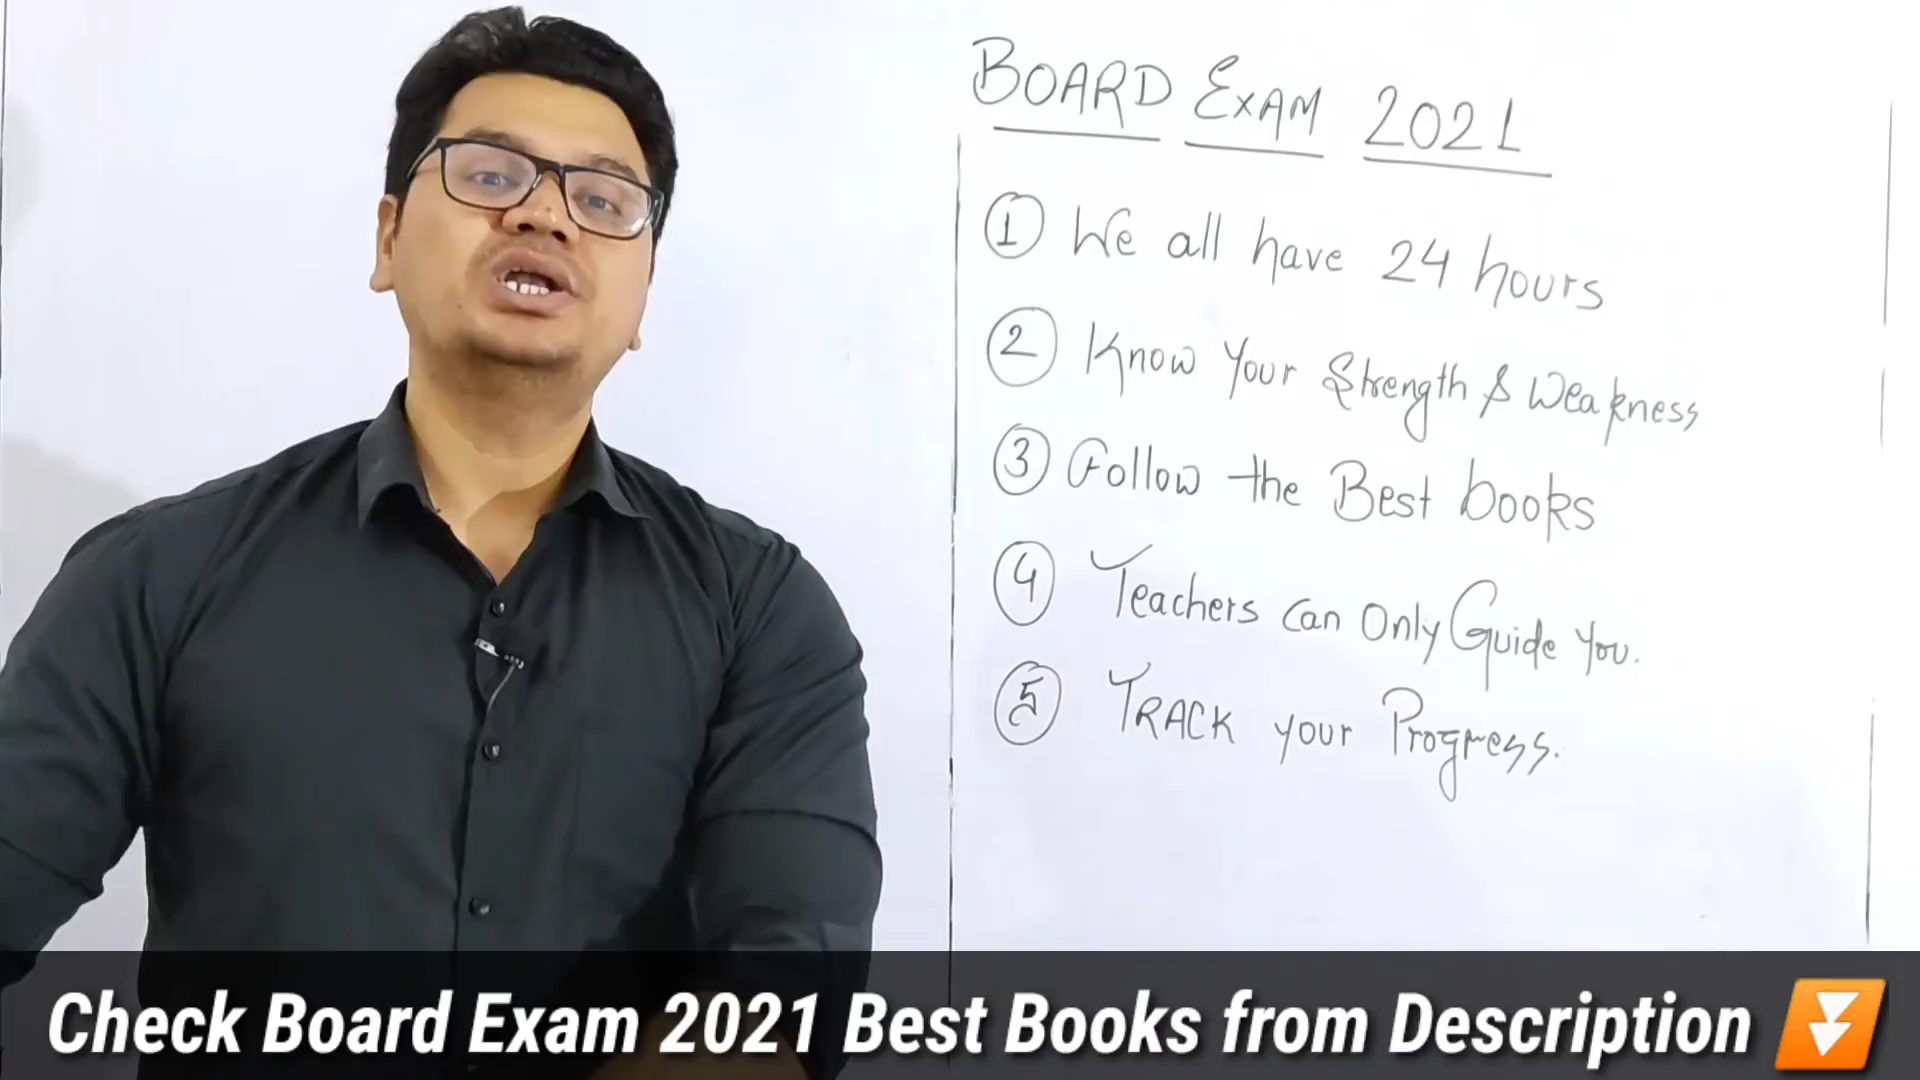 BOARD EXAM 2021
1 We all have 24 hours
2 Know Your Strength & Weakness
3 Follow the Best books
4 Teachers Can Only Guide You.
5 TRACK your Progress.
Check Board Exam 2021 Best Books from Description